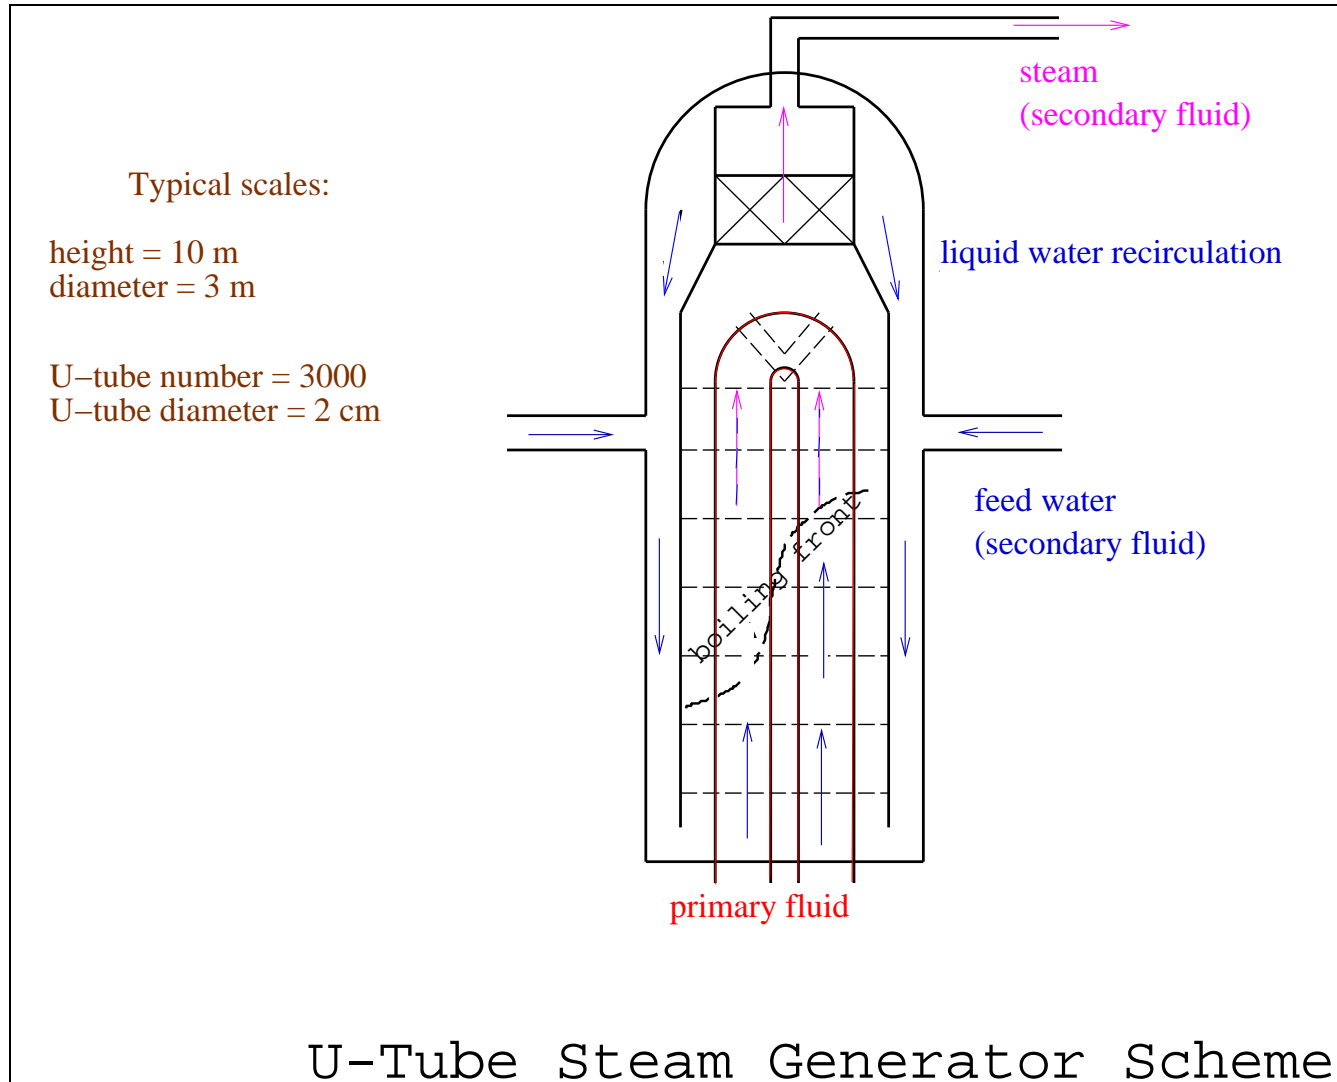 steam
(secondary fluid)
Typical scales:
height = 10 m
diameter = 3 m
liquid water recirculation
U−tube number = 3000
U−tube diameter = 2 cm
feed water
(secondary fluid)
boiling front
primary fluid
U-Tube Steam Generator Scheme